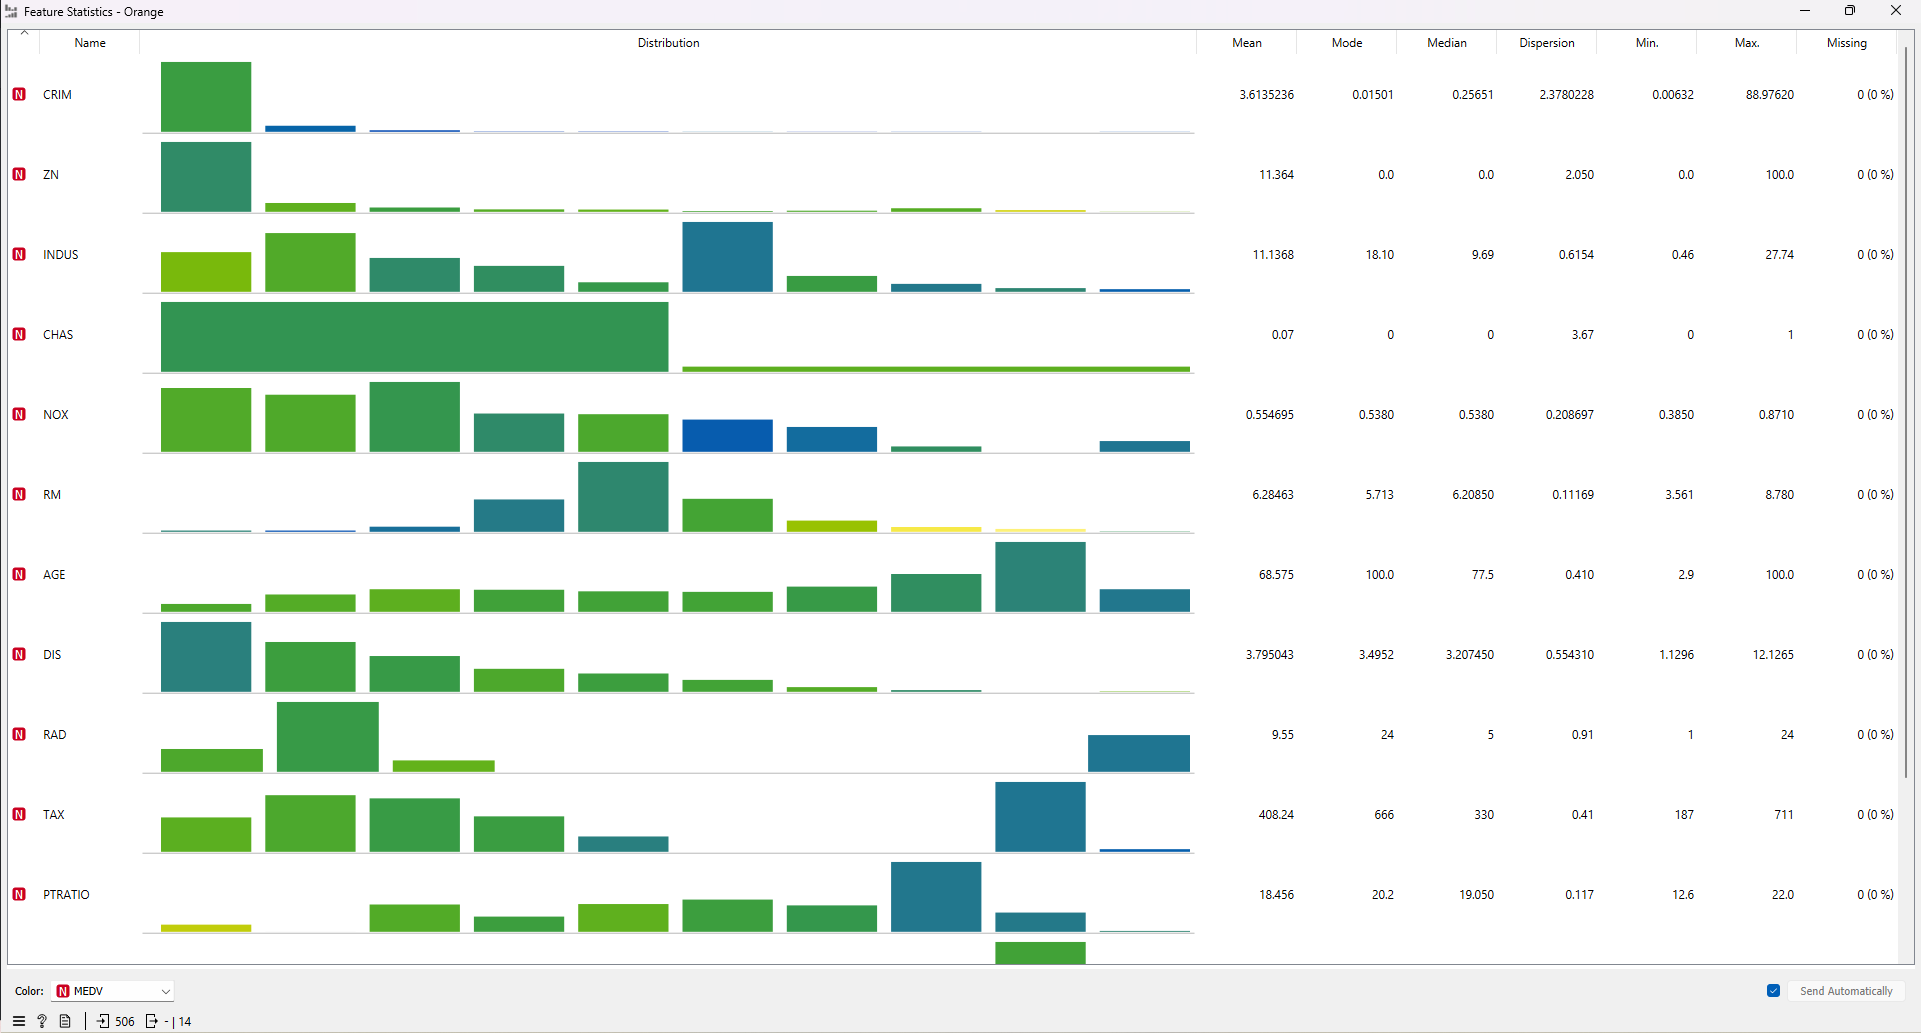 Feature Statistics - Orange
Name Distribution Mean Mode Median Dispersion Min. Max. Missing
N CRIM 3.6135236 0.01501 0.25651 2.3780228 0.00632 88.97620 0 (0 %)
N ZN 11.364 0.0 0.0 2.050 0.0 100.0 0 (0 %)
N INDUS 11.1368 18.10 9.69 0.6154 0.46 27.74 0 (0 %)
N CHAS 0.07 0 0 3.67 0 1 0 (0 %)
N NOX 0.554695 0.5380 0.5380 0.208697 0.3850 0.8710 0 (0 %)
N RM 6.28463 5.713 6.20850 0.11169 3.561 8.780 0 (0 %)
N AGE 68.575 100.0 77.5 0.410 2.9 100.0 0 (0 %)
N DIS 3.795043 3.4952 3.207450 0.554310 1.1296 12.1265 0 (0 %)
N RAD 9.55 24 5 0.91 1 24 0 (0 %)
N TAX 408.24 666 330 0.41 187 711 0 (0 %)
N PTRATIO 18.456 20.2 19.050 0.117 12.6 22.0 0 (0 %)
Color: N MEDV Send Automatically
? 506 - | 14